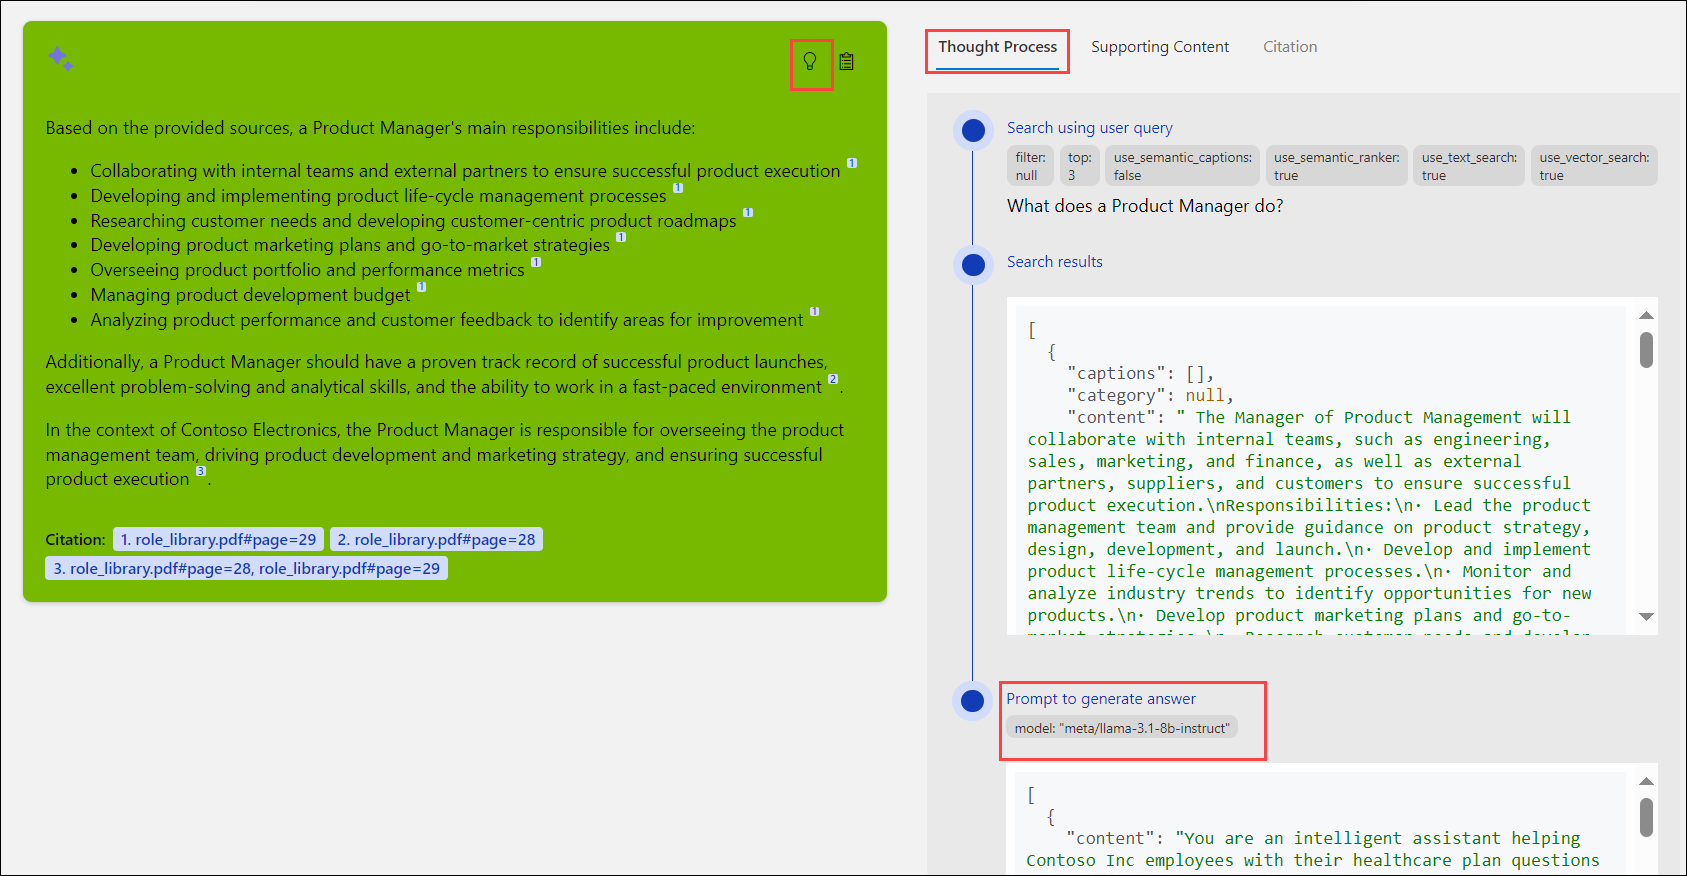 Based on the provided sources, a Product Manager's main responsibilities include:
• Collaborating with internal teams and external partners to ensure successful product execution 1
• Developing and implementing product life-cycle management processes 1
• Researching customer needs and developing customer-centric product roadmaps 1
• Developing product marketing plans and go-to-market strategies 1
• Overseeing product portfolio and performance metrics 1
• Managing product development budget 1
• Analyzing product performance and customer feedback to identify areas for improvement 1
Additionally, a Product Manager should have a proven track record of successful product launches,
excellent problem-solving and analytical skills, and the ability to work in a fast-paced environment 2.
In the context of Contoso Electronics, the Product Manager is responsible for overseeing the product
management team, driving product development and marketing strategy, and ensuring successful
product execution 3.
Citation: 1. role_library.pdf#page=29 2. role_library.pdf#page=28
3. role_library.pdf#page=28, role_library.pdf#page=29
Thought Process Supporting Content Citation
Search using user query
filter: top: use_semantic_captions: use_semantic_ranker: use_text_search: use_vector_search:
null 3 false true true true
What does a Product Manager do?
Search results
[
{
"captions": [],
"category": null,
"content": " The Manager of Product Management will
collaborate with internal teams, such as engineering,
sales, marketing, and finance, as well as external
partners, suppliers, and customers to ensure successful
product execution.\nResponsibilities:\n· Lead the product
management team and provide guidance on product strategy,
design, development, and launch.\n· Develop and implement
product life-cycle management processes.\n· Monitor and
analyze industry trends to identify opportunities for new
products.\n· Develop product marketing plans and go-to-
market strategies.\n· Research customer needs and develop
Prompt to generate answer
model: "meta/llama-3.1-8b-instruct"
[
{
"content": "You are an intelligent assistant helping
Contoso Inc employees with their healthcare plan questions